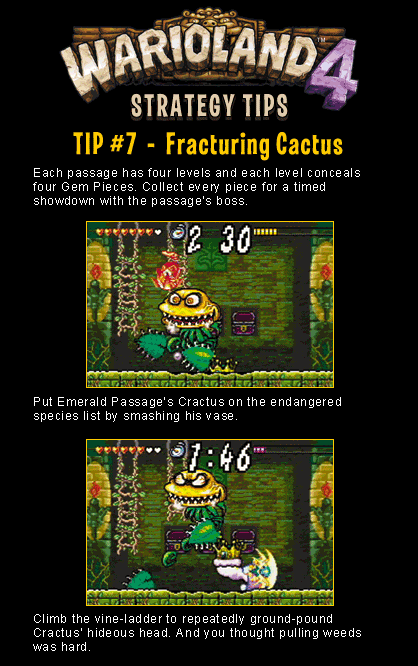 WARIOLAND 4™
STRATEGY TIPS
TIP #7 - Fracturing Cactus
Each passage has four levels and each level conceals
four Gem Pieces. Collect every piece for a timed
showdown with the passage's boss.
2 30
Put Emerald Passage's Cractus on the endangered
species list by smashing his vase.
1:46
Climb the vine-ladder to repeatedly ground-pound
Cractus' hideous head. And you thought pulling weeds
was hard.